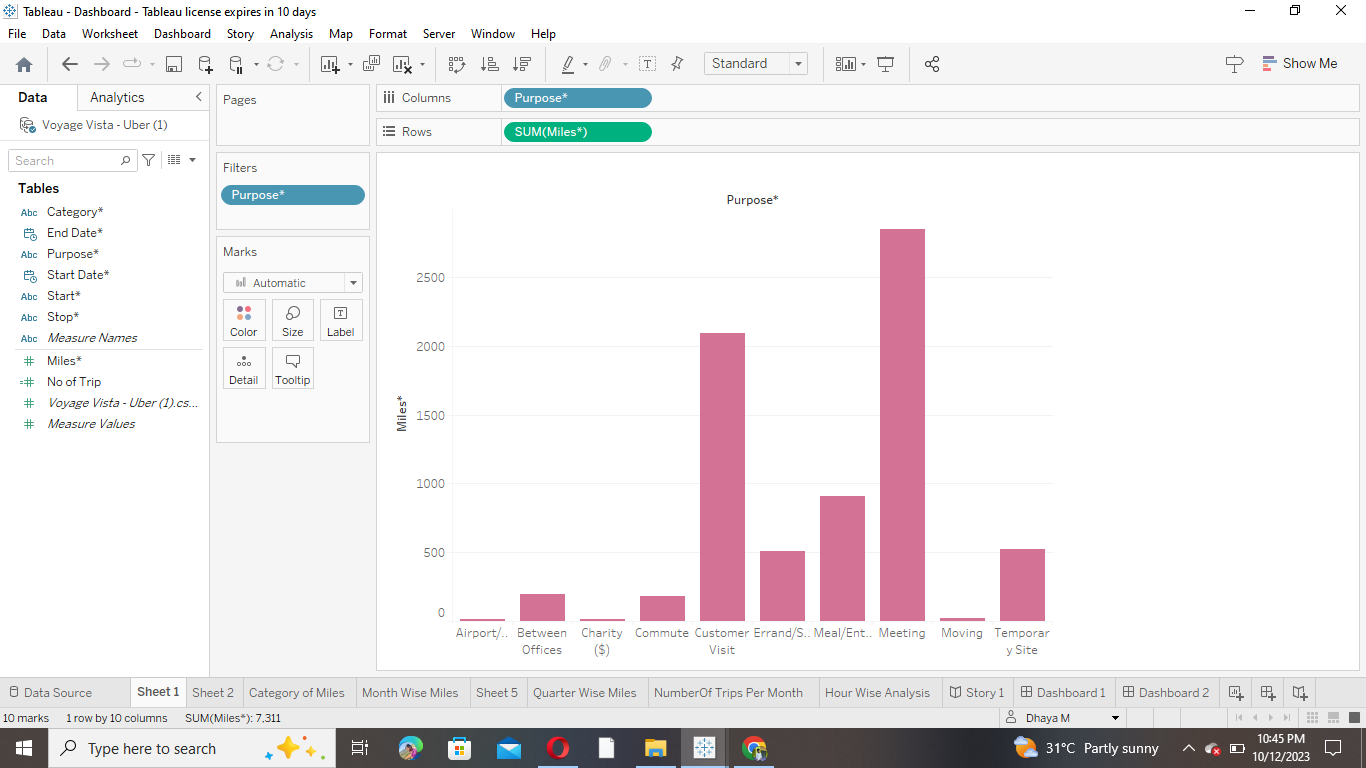 Tableau - Dashboard - Tableau license expires in 10 days
File Data Worksheet Dashboard Story Analysis Map Format Server Window Help
Standard
Show Me
Data Analytics
Voyage Vista - Uber (1)
Search
Tables
Abc Category*
End Date*
Abc Purpose*
Start Date*
Abc Start*
Abc Stop*
Abc Measure Names
# Miles*
=# No of Trip
# Voyage Vista - Uber (1).cs...
# Measure Values
Pages
Filters
Purpose*
Marks
Automatic
Color Size Label
Detail Tooltip
Columns Purpose*
Rows SUM(Miles*)
Purpose*
Miles*
2500
2000
1500
1000
500
0
Airport/.. Between Offices Charity ($) Commute Customer Visit Errand/S.. Meal/Ent.. Meeting Moving Temporary Site
Data Source Sheet 1 Sheet 2 Category of Miles Month Wise Miles Sheet 5 Quarter Wise Miles NumberOf Trips Per Month Hour Wise Analysis Story 1 Dashboard 1 Dashboard 2
10 marks 1 row by 10 columns SUM(Miles*): 7,311 Dhaya M
Type here to search
31°C Partly sunny
10:45 PM
10/12/2023